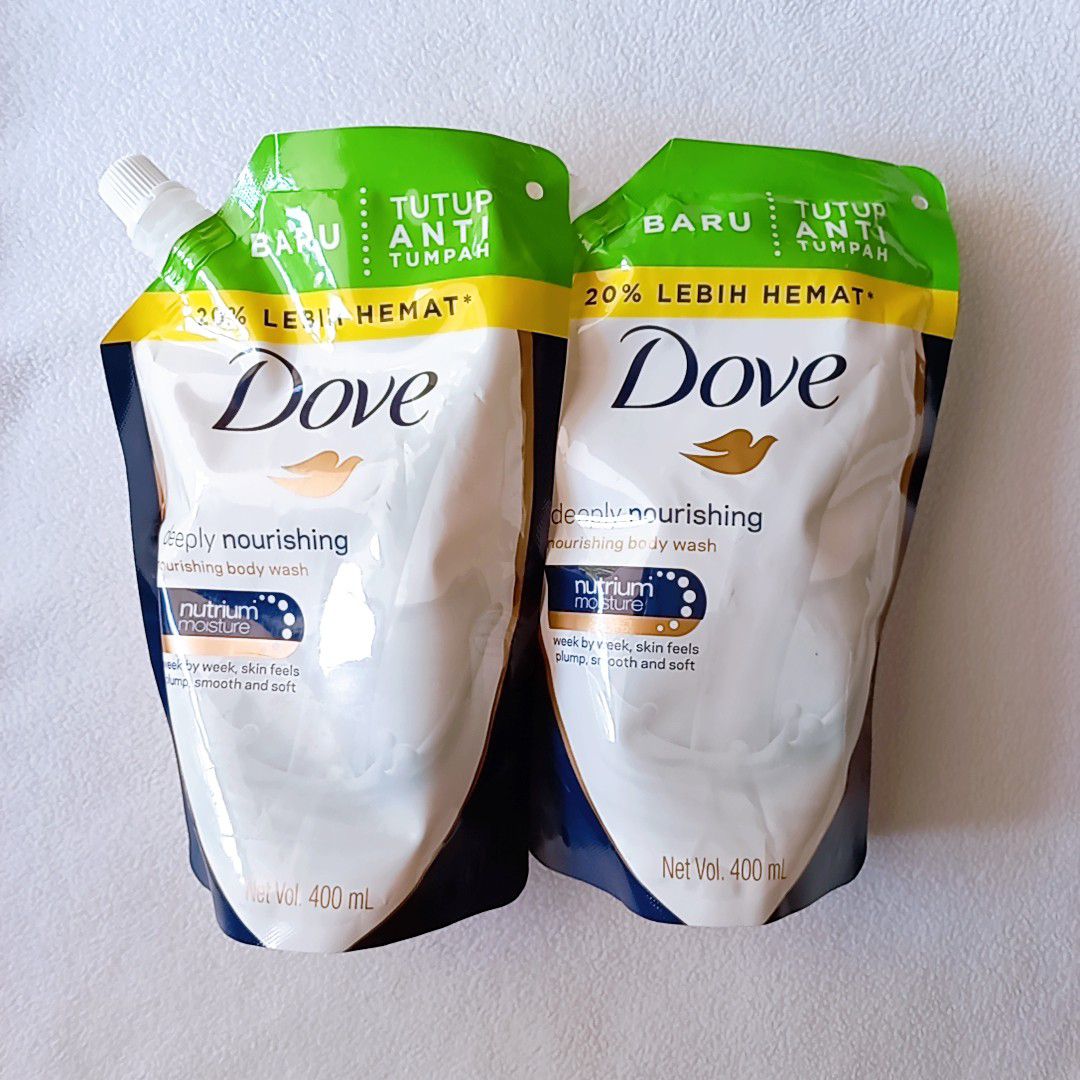 BARU
TUTUP
ANTI
TUMPAH
20% LEBIH HEMAT*
Dove
deeply nourishing
nourishing body wash
nutrium
moisture
week by week, skin feels
plump, smooth and soft
Net Vol. 400 mL
BARU
TUTUP
ANTI
TUMPAH
20% LEBIH HEMAT*
Dove
deeply nourishing
nourishing body wash
nutrium
moisture
week by week, skin feels
plump, smooth and soft
Net Vol. 400 mL